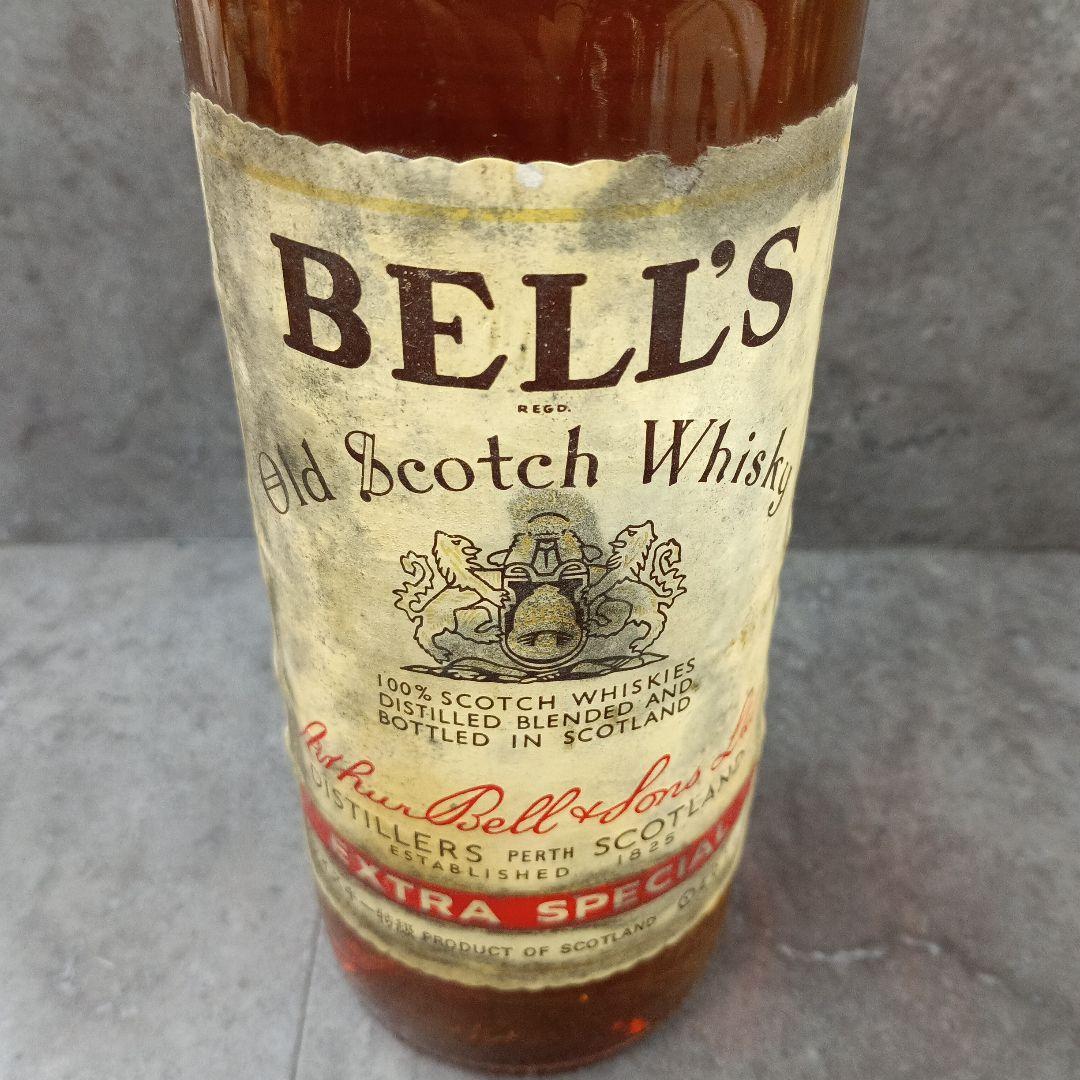 BELL'S
REGD.
Old Scotch Whisky
100% SCOTCH WHISKIES
DISTILLED BLENDED AND
BOTTLED IN SCOTLAND
Arthur Bell & Sons Ltd
DISTILLERS PERTH SCOTLAND
ESTABLISHED 1825
EXTRA SPECIAL
PRODUCT OF SCOTLAND